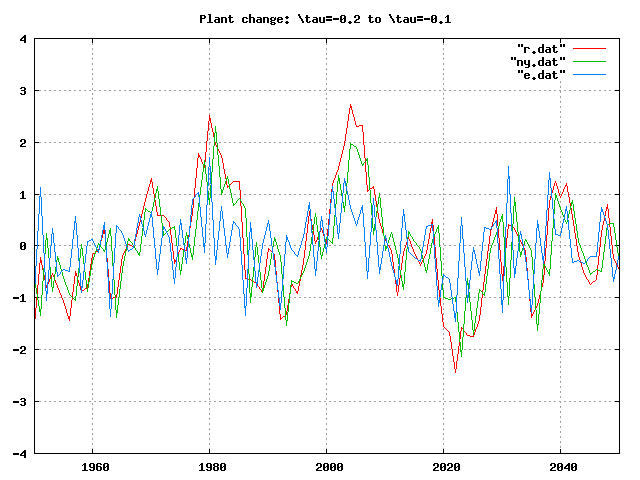 Plant change: \tau=-0.2 to \tau=-0.1
"r.dat"
"ny.dat"
"e.dat"
4
3
2
1
0
-1
-2
-3
-4
1960 1980 2000 2020 2040